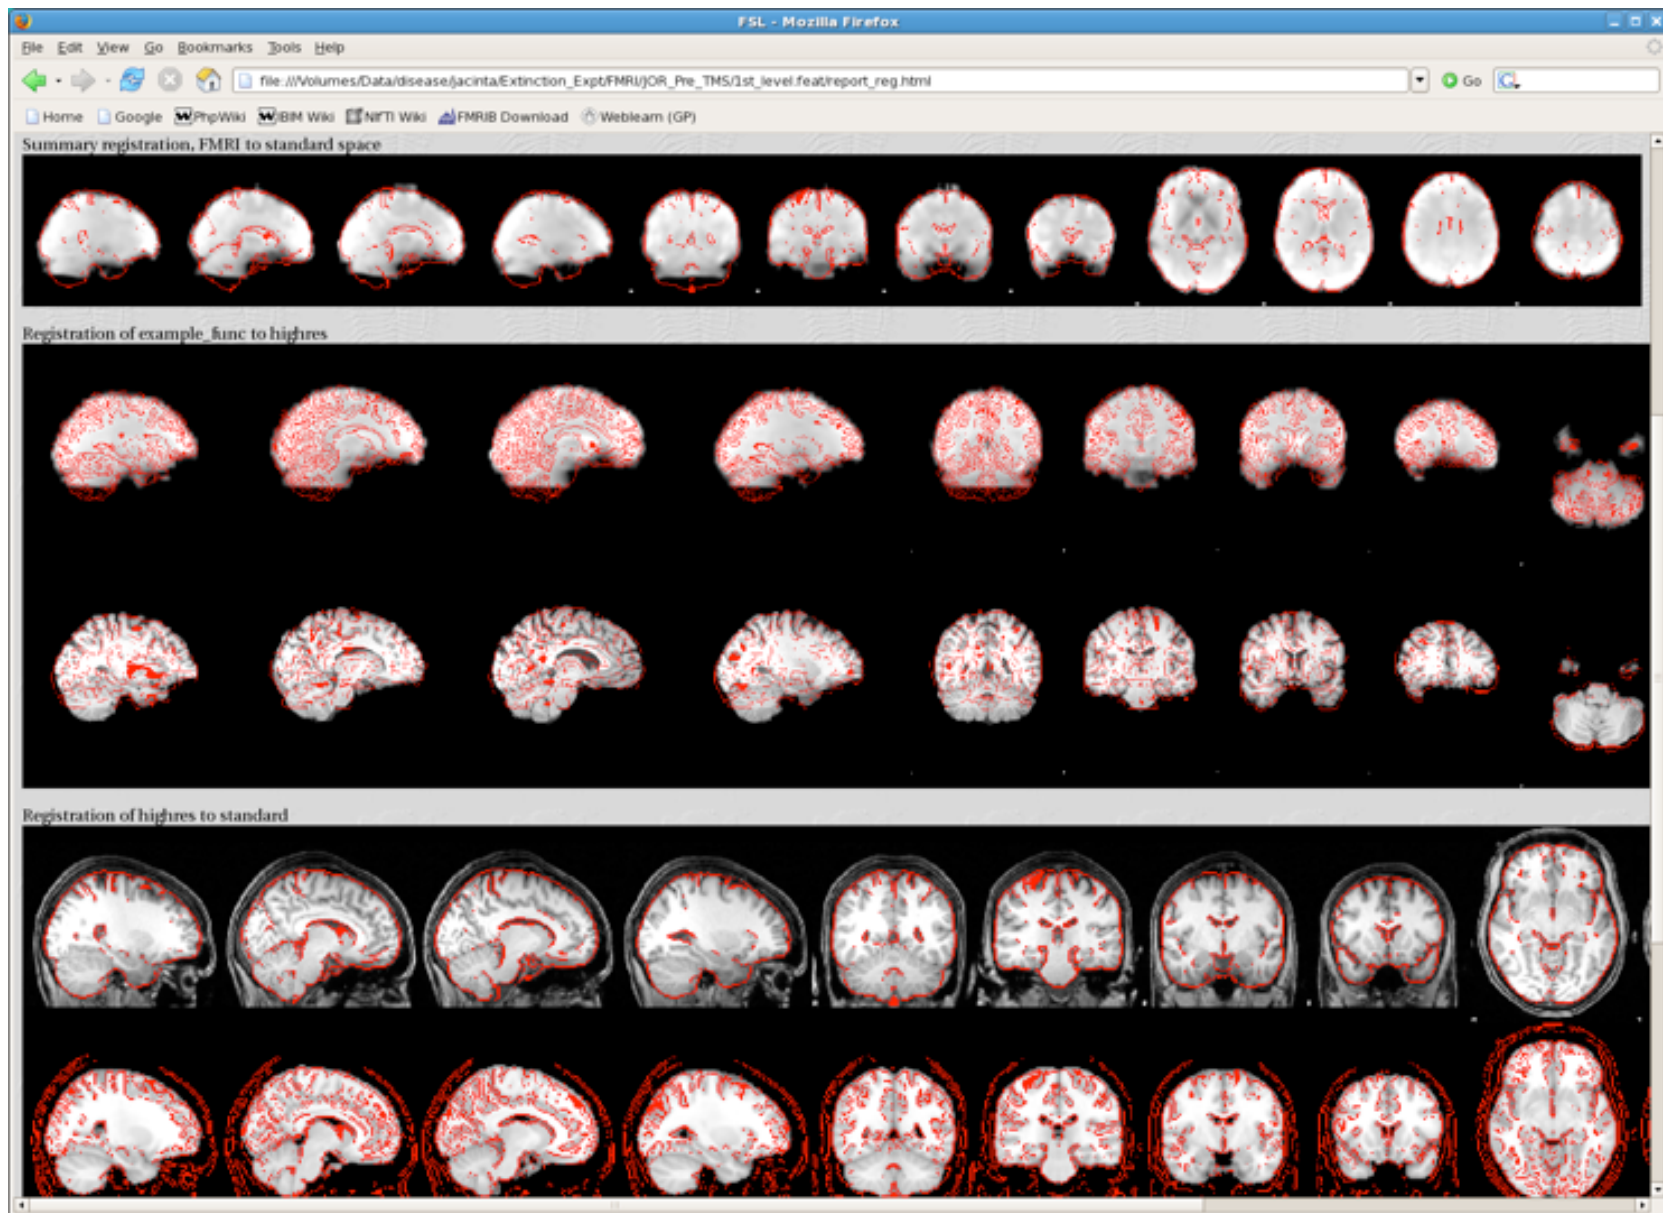 FSL - Mozilla Firefox
File Edit View Go Bookmarks Tools Help
file:///Volumes/Data/disease/jacinta/Extinction_Expt/FMRI/JOR_Pre_TMS/1st_level.feat/report_reg.html Go
Home Google PhpWiki IBIM Wiki NIfTI Wiki FMRIB Download Weblearn (GP)
Summary registration, FMRI to standard space
Registration of example_func to highres
Registration of highres to standard